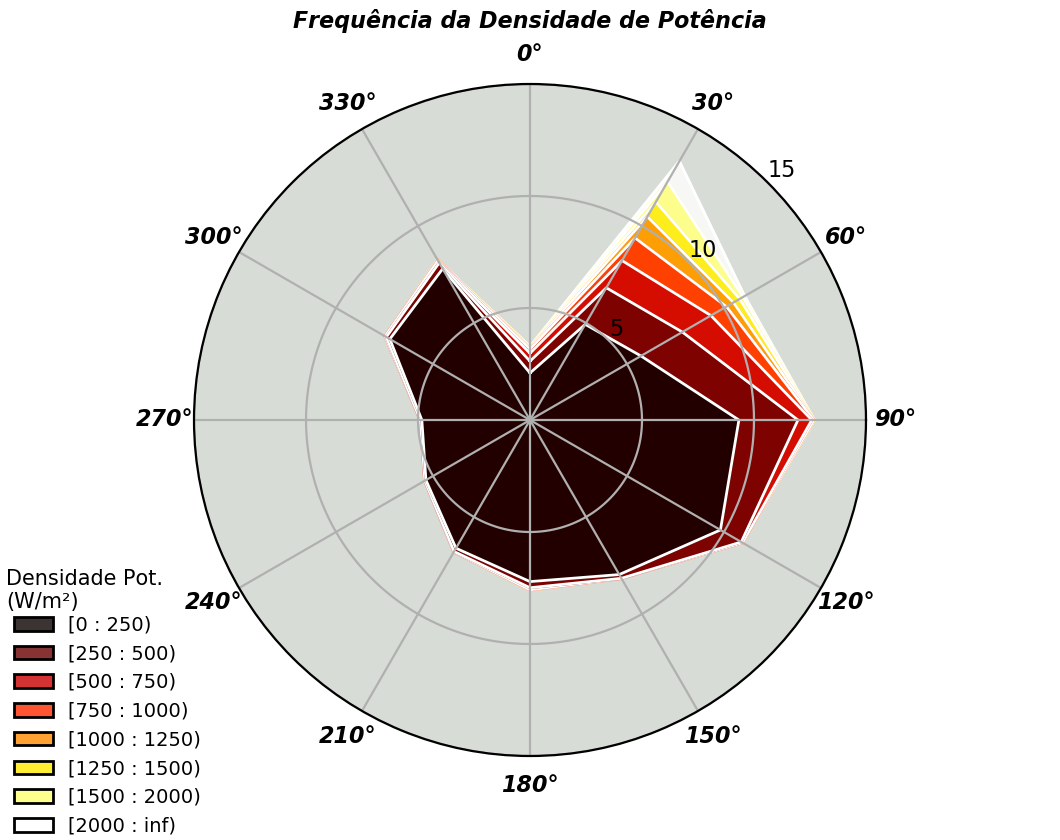 Frequência da Densidade de Potência
0°
330°
30°
15
300°
60°
10
5
270°
90°
240°
120°
210°
150°
180°
Densidade Pot.
(W/m²)
[0 : 250)
[250 : 500)
[500 : 750)
[750 : 1000)
[1000 : 1250)
[1250 : 1500)
[1500 : 2000)
[2000 : inf)